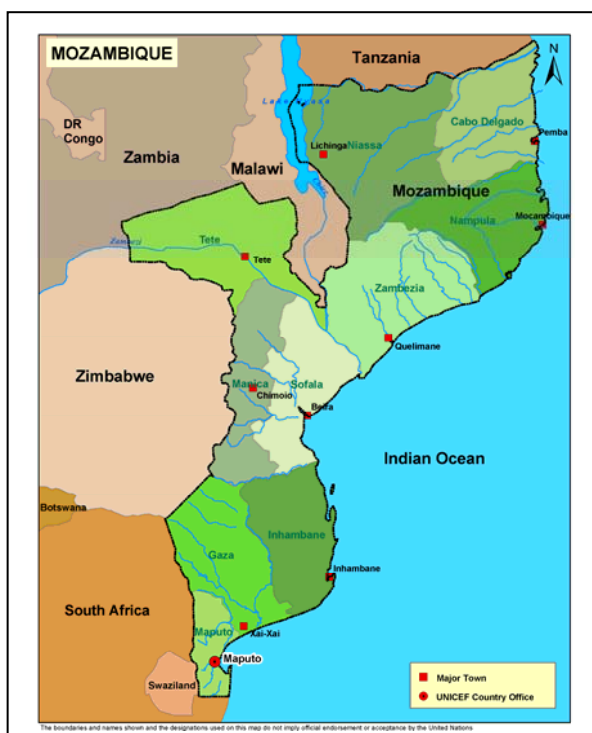 MOZAMBIQUE
Tanzania
N
Lake Nyasa
DR
Congo
Cabo Delgado
Pemba
Lichinga
Niassa
Zambia
Malawi
Mozambique
Nampula
Mocambique
Zambezi
Tete
Tete
Zambezia
Quelimane
Zimbabwe
Manica
Sofala
Chimoio
Beira
Indian Ocean
Botswana
Inhambane
Gaza
Inhambane
South Africa
Maputo
Xai-Xai
Maputo
Swaziland
Major Town
UNICEF Country Office
The boundaries and names shown and the designations used on this map do not imply official endorsement or acceptance by the United Nations